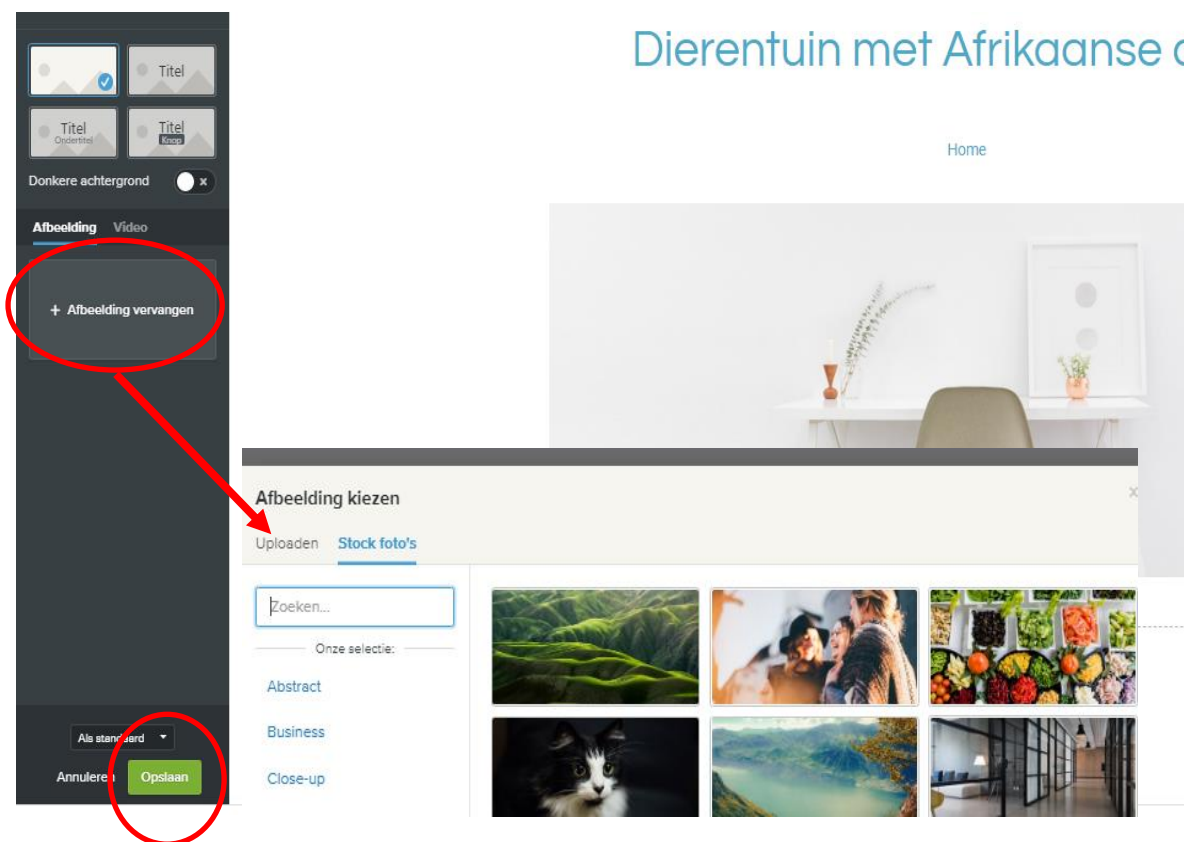 Titel
Titel
Ondertitel
Titel
Knop
Donkere achtergrond
x
Afbeelding Video
+ Afbeelding vervangen
Als standaard
Annuleren Opslaan
Dierentuin met Afrikaanse
Home
Afbeelding kiezen
x
Uploaden Stock foto's
Zoeken...
Onze selectie:
Abstract
Business
Close-up